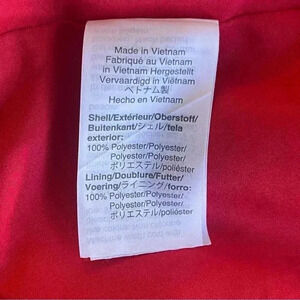 Made in Vietnam
Fabriqué au Vietnam
in Vietnam Hergestellt
Vervaardigd in Vietnam
ベトナム製
Hecho en Vietnam
Shell/Extérieur/Oberstoff/
Buitenkant/シェル/tela
exterior:
100% Polyester/Polyester/
Polyester/Polyester/
ポリエステル/poliéster
Lining/Doublure/Futter/
Voering/ライニング/forro:
100% Polyester/Polyester/
Polyester/Polyester/
ポリエステル/poliéster